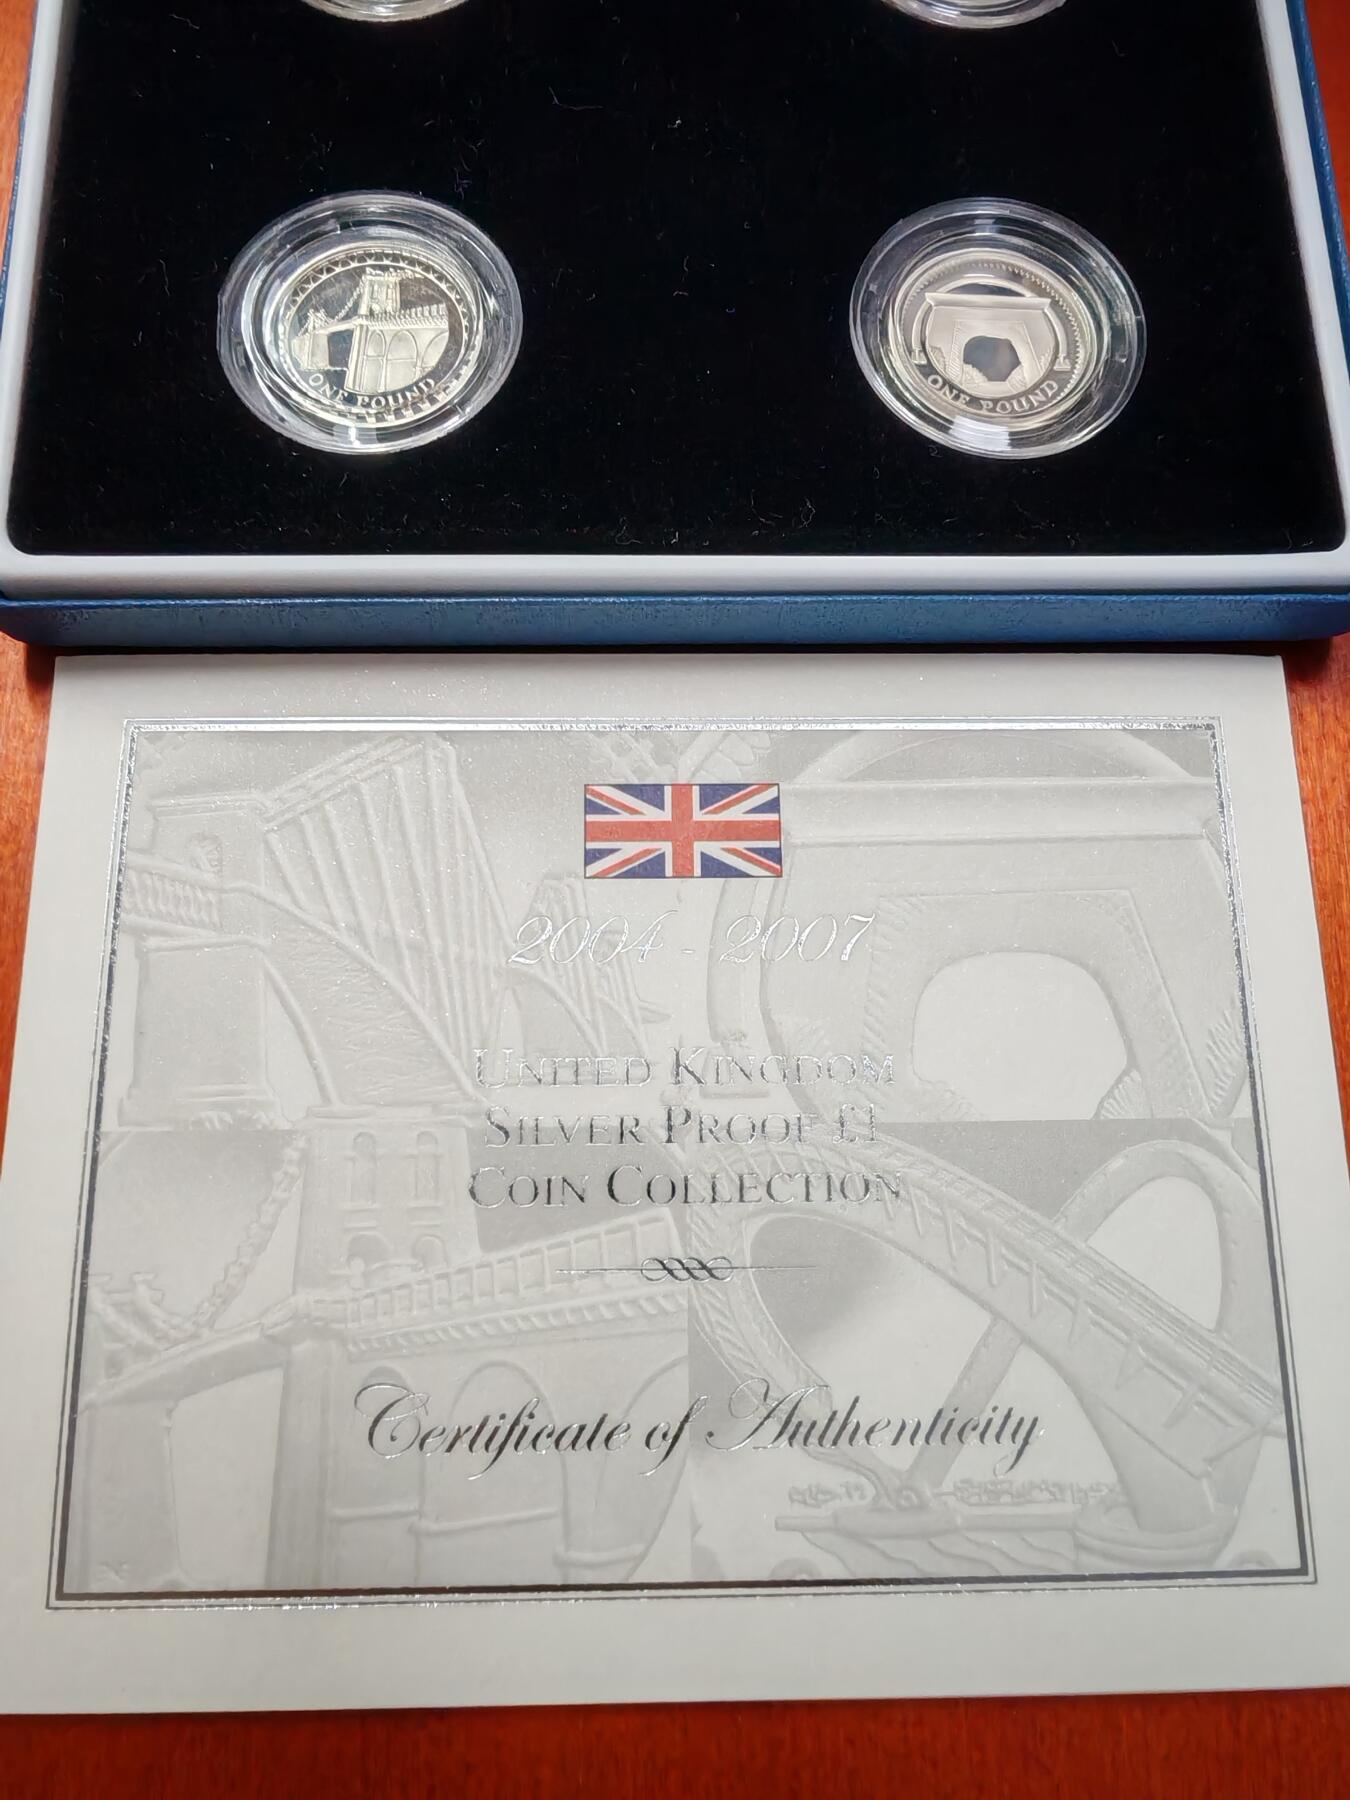 ONE POUND
ONE POUND
2004 - 2007
UNITED KINGDOM
SILVER PROOF £1
COIN COLLECTION
Certificate of Authenticity